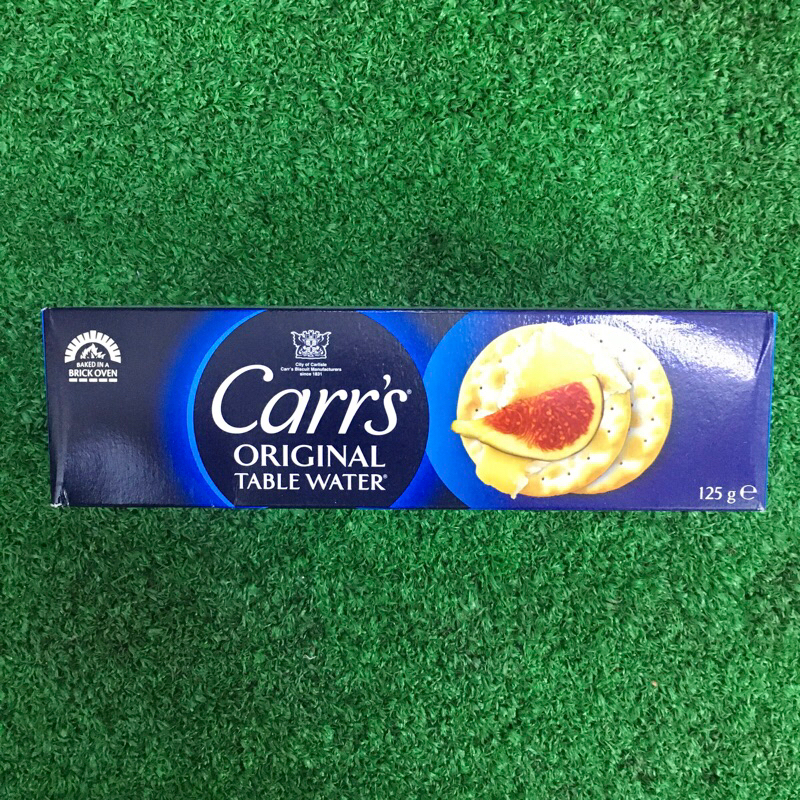 BAKED IN A
BRICK OVEN
City of Carlisle
Carr's Biscuit Manufacturers
since 1831
Carr's®
ORIGINAL
TABLE WATER®
125 g ℮